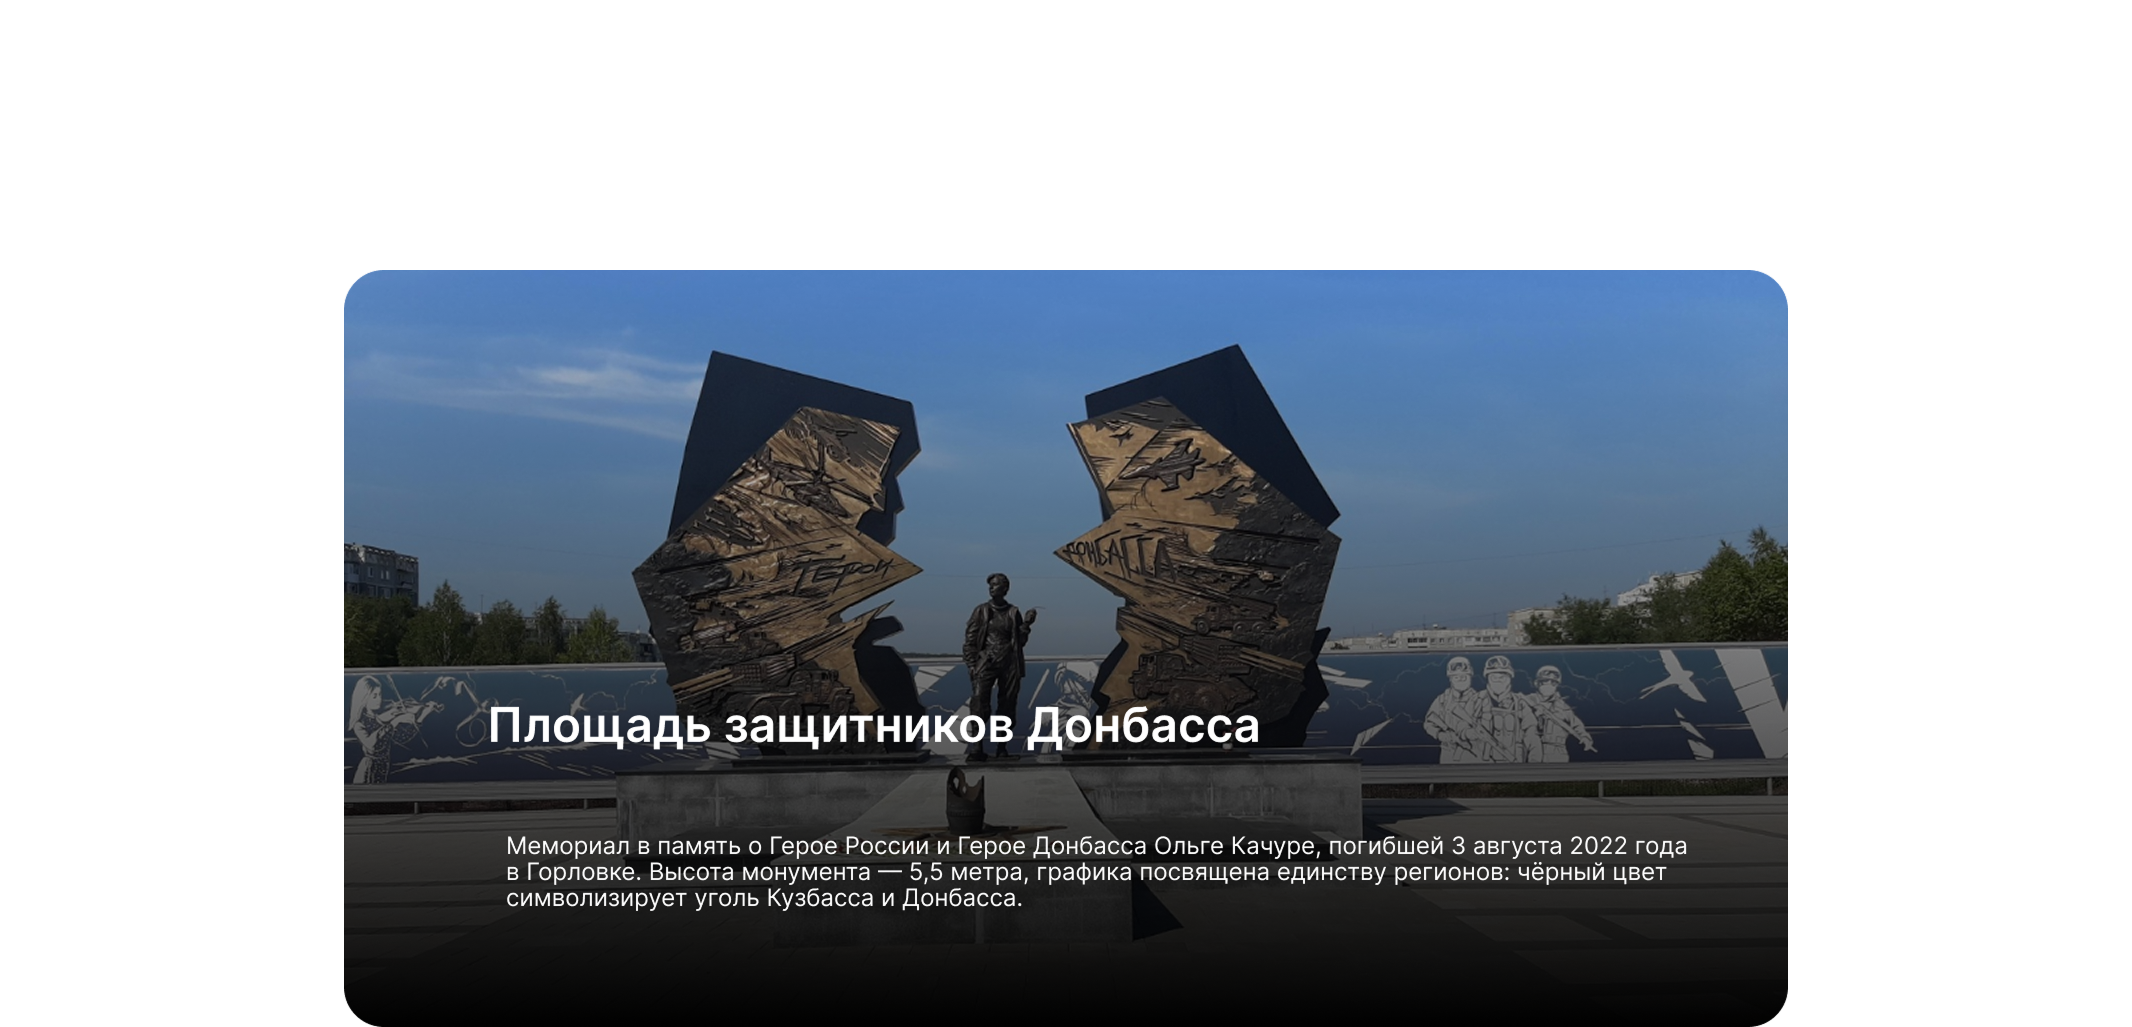 ГЕРОИ
ДОНБАССА
Площадь защитников Донбасса
Мемориал в память о Герое России и Герое Донбасса Ольге Качуре, погибшей 3 августа 2022 года
в Горловке. Высота монумента — 5,5 метра, графика посвящена единству регионов: чёрный цвет
символизирует уголь Кузбасса и Донбасса.